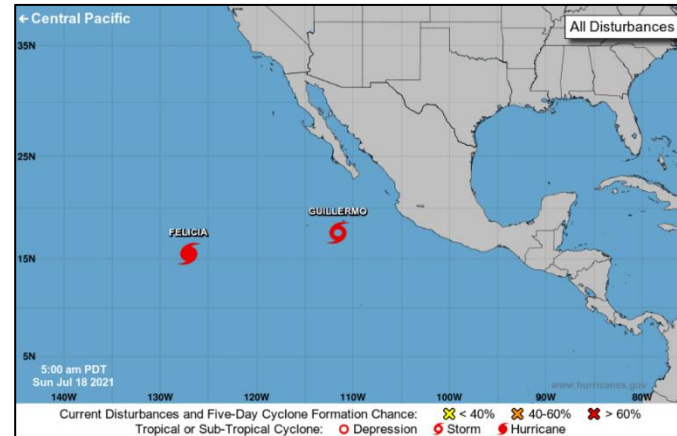 ← Central Pacific
All Disturbances
35N
25N
GUILLERMO
FELICIA
15N
5N
5:00 am PDT
Sun Jul 18 2021
www.hurricanes.gov
140W 130W 120W 110W 100W 90W 80W
Current Disturbances and Five-Day Cyclone Formation Chance: < 40% 40-60% > 60%
Tropical or Sub-Tropical Cyclone: Depression Storm Hurricane